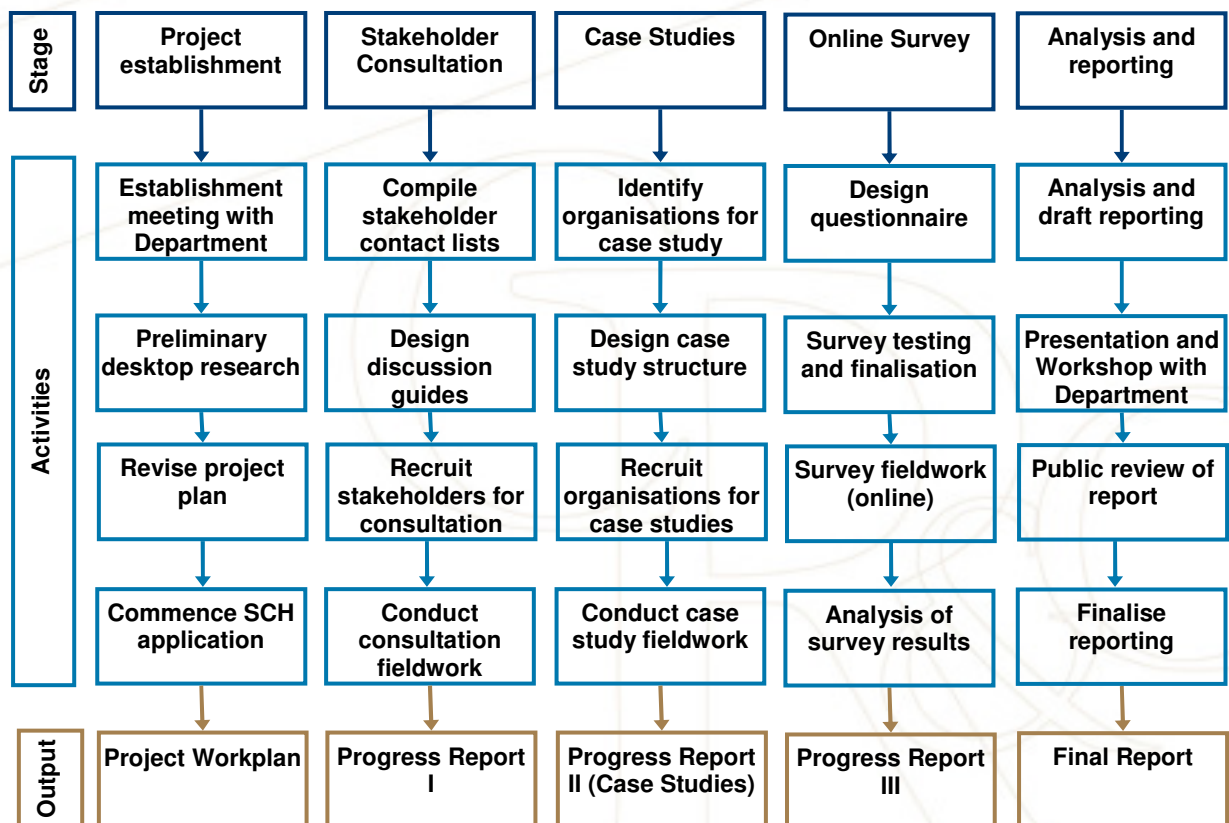 Stage
Project
establishment
Stakeholder
Consultation
Case Studies
Online Survey
Analysis and
reporting
Activities
Establishment
meeting with
Department
Compile
stakeholder
contact lists
Identify
organisations for
case study
Design
questionnaire
Analysis and
draft reporting
Preliminary
desktop research
Design
discussion
guides
Design case
study structure
Survey testing
and finalisation
Presentation and
Workshop with
Department
Revise project
plan
Recruit
stakeholders for
consultation
Recruit
organisations for
case studies
Survey fieldwork
(online)
Public review of
report
Commence SCH
application
Conduct
consultation
fieldwork
Conduct case
study fieldwork
Analysis of
survey results
Finalise
reporting
Output
Project Workplan
Progress Report
I
Progress Report
II (Case Studies)
Progress Report
III
Final Report